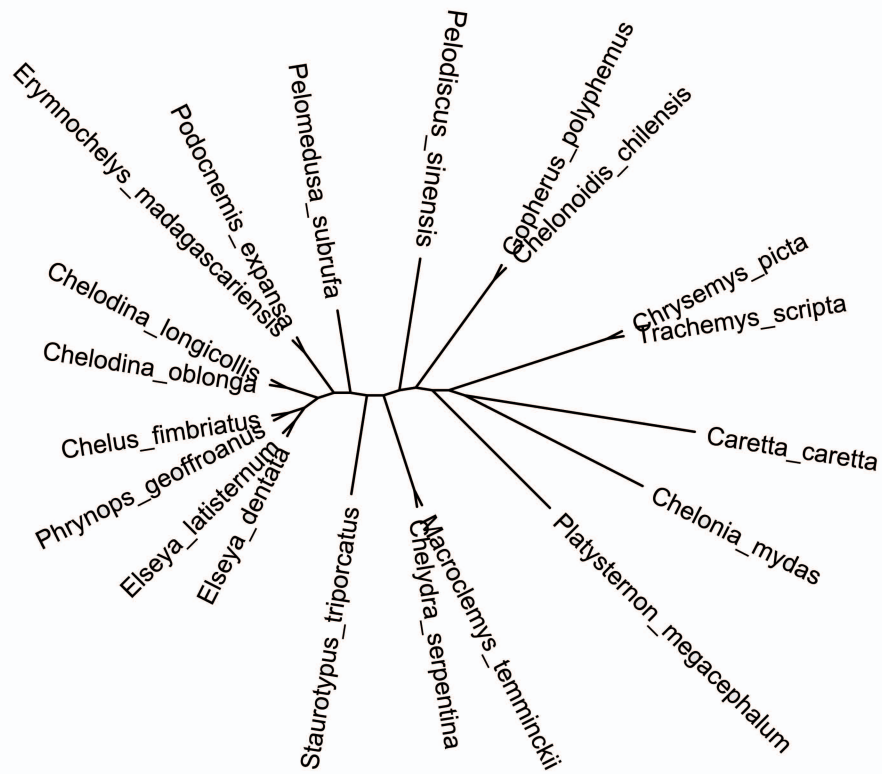 Pelodiscus_sinensis
Gopherus_polyphemus
Chelonoidis_chilensis
Chrysemys_picta
Trachemys_scripta
Caretta_caretta
Chelonia_mydas
Platysternon_megacephalum
Macroclemys_temminckii
Chelydra_serpentina
Staurotypus_triporcatus
Elseya_dentata
Elseya_latisternum
Phrynops_geoffroanus
Chelus_fimbriatus
Chelodina_oblonga
Chelodina_longicollis
Erymnochelys_madagascariensis
Podocnemis_expansa
Pelomedusa_subrufa